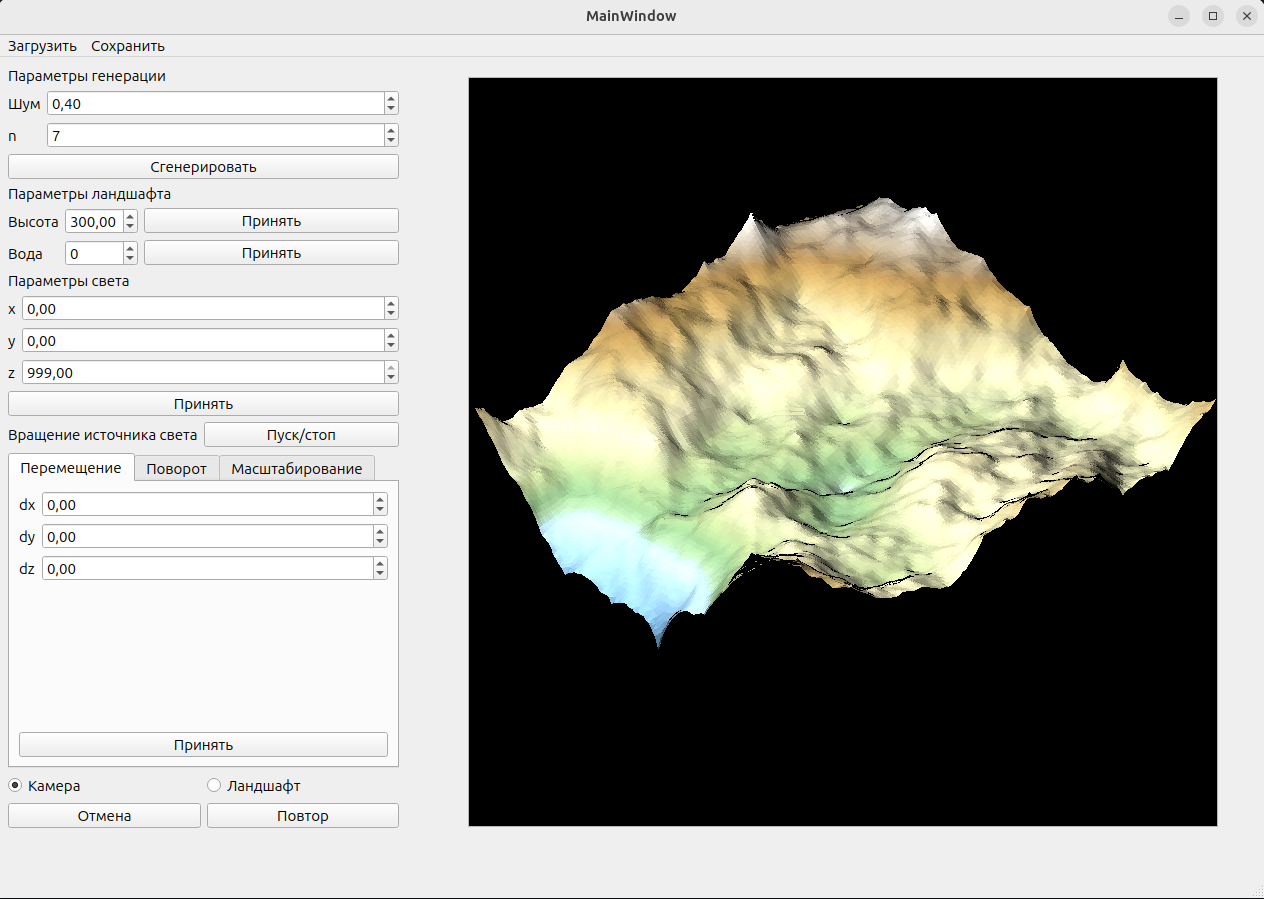 MainWindow
Загрузить Сохранить
Параметры генерации
Шум 0,40
n 7
Сгенерировать
Параметры ландшафта
Высота 300,00 Принять
Вода 0 Принять
Параметры света
x 0,00
y 0,00
z 999,00
Принять
Вращение источника света Пуск/стоп
Перемещение Поворот Масштабирование
dx 0,00
dy 0,00
dz 0,00
Принять
Камера Ландшафт
Отмена Повтор